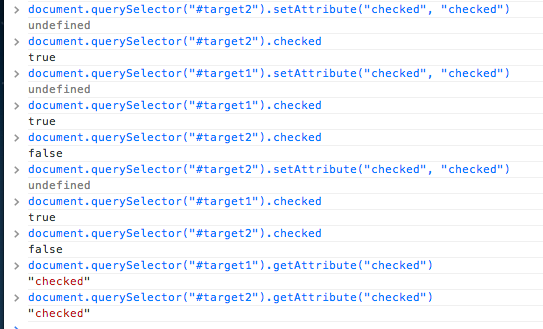 > document.querySelector("#target2").setAttribute("checked", "checked")
undefined
> document.querySelector("#target2").checked
true
> document.querySelector("#target1").setAttribute("checked", "checked")
undefined
> document.querySelector("#target1").checked
true
> document.querySelector("#target2").checked
false
> document.querySelector("#target2").setAttribute("checked", "checked")
undefined
> document.querySelector("#target1").checked
true
> document.querySelector("#target2").checked
false
> document.querySelector("#target1").getAttribute("checked")
"checked"
> document.querySelector("#target2").getAttribute("checked")
"checked"
>